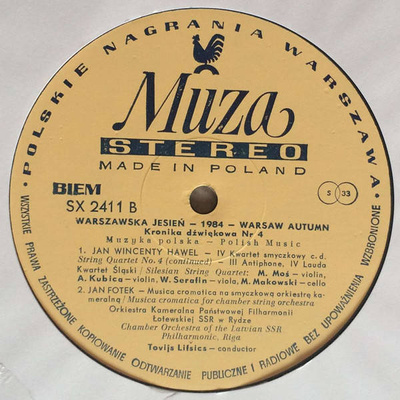 • POLSKIE NAGRANIA WARSZAWA •
Muza
STEREO
MADE IN POLAND
BIEM
SX 2411 B
S 33
WARSZAWSKA JESIEŃ – 1984 – WARSAW AUTUMN
Kronika dźwiękowa Nr 4
Muzyka polska – Polish Music
1. JAN WINCENTY HAWEL – IV Kwartet smyczkowy c. d.
String Quartet No. 4 (continued) – III Antiphone, IV Lauda
Kwartet Śląski / Silesian String Quartet: M. Moś – violin,
A. Kubica – violin, W. Serafin – viola, M. Makowski – cello
2. JAN FOTEK – Musica cromatica na smyczkową orkiestrę ka-
meralną / Musica cromatica for chamber string orchestra
Orkiestra Kameralna Państwowej Filharmonii
Łotewskiej SSR w Rydze
Chamber Orchestra of the Latvian SSR
Philharmonic, Riga
Tovijs Lifsics – conductor
WSZYSTKIE PRAWA ZASTRZEŻONE KOPIOWANIE ODTWARZANIE PUBLICZNE I RADIOWE BEZ UPOWAŻNIENIA WZBRONIONE